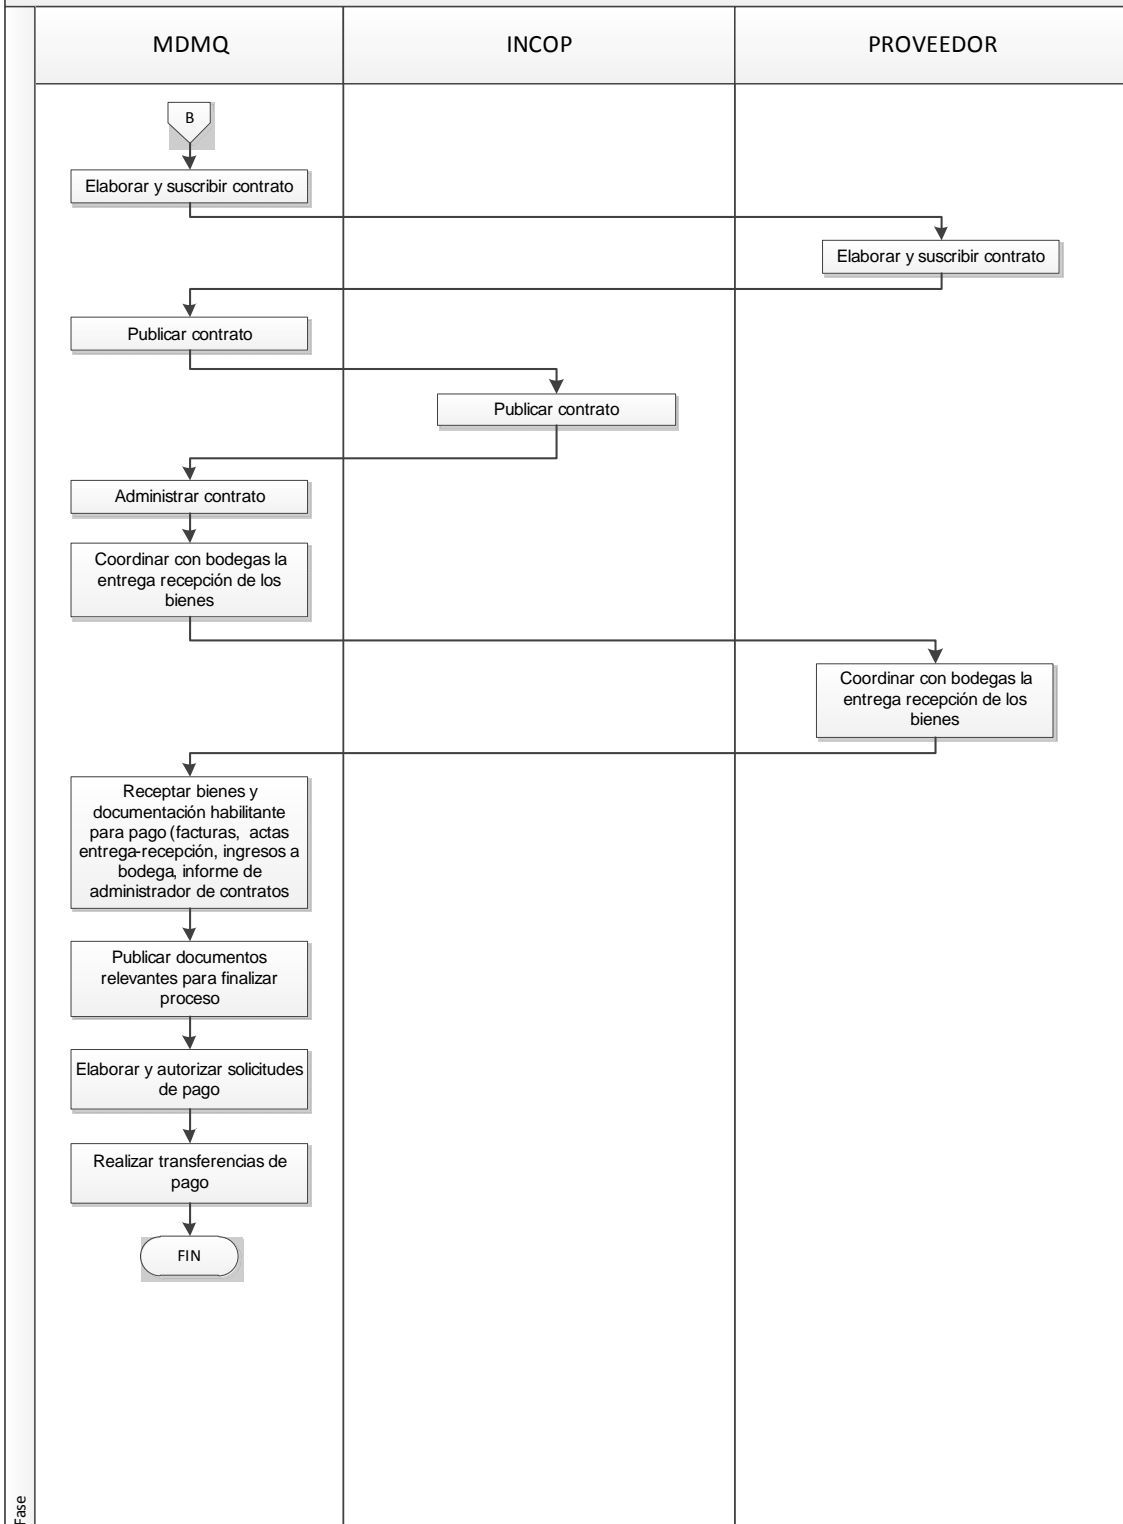 MDMQ
INCOP
PROVEEDOR
B
Elaborar y suscribir contrato
Elaborar y suscribir contrato
Publicar contrato
Publicar contrato
Administrar contrato
Coordinar con bodegas la
entrega recepción de los
bienes
Coordinar con bodegas la
entrega recepción de los
bienes
Receptar bienes y
documentación habilitante
para pago (facturas, actas
entrega-recepción, ingresos a
bodega, informe de
administrador de contratos
Publicar documentos
relevantes para finalizar
proceso
Elaborar y autorizar solicitudes
de pago
Realizar transferencias de
pago
FIN
Fase